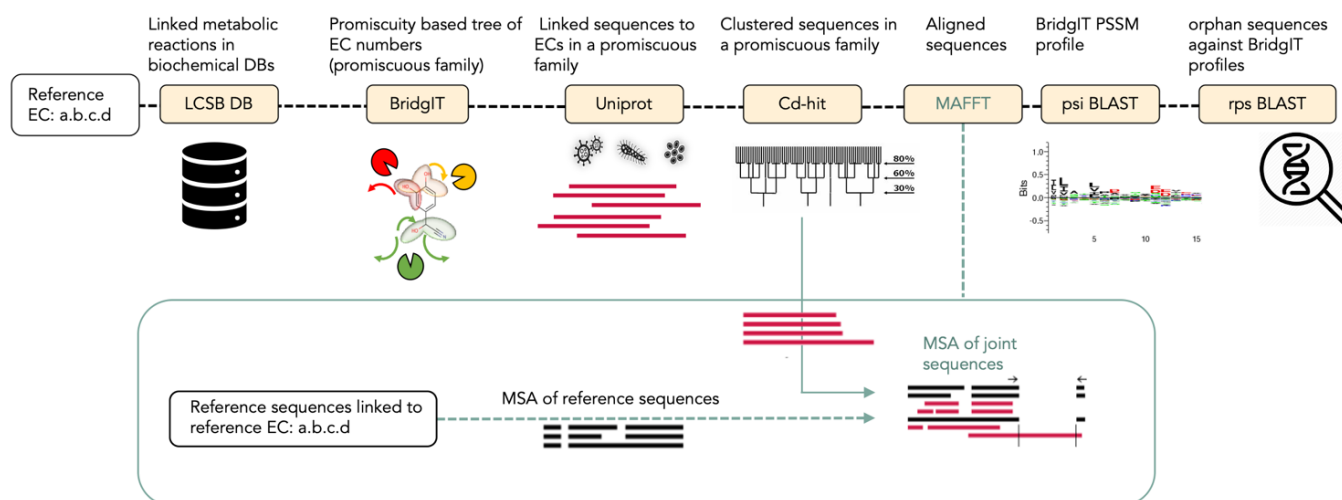 Linked metabolic
reactions in
biochemical DBs
Promiscuity based tree of
EC numbers
(promiscuous family)
Linked sequences to
ECs in a promiscuous
family
Clustered sequences in
a promiscuous family
Aligned
sequences
BridgIT PSSM
profile
orphan sequences
against BridgIT
profiles
Reference
EC: a.b.c.d
LCSB DB
BridgIT
Uniprot
Cd-hit
MAFFT
psi BLAST
rps BLAST
80%
60%
30%
Bits
1.0
0.5
0.0
-0.5
5
10
15
MSA of joint
sequences
MSA of reference sequences
Reference sequences linked to
reference EC: a.b.c.d